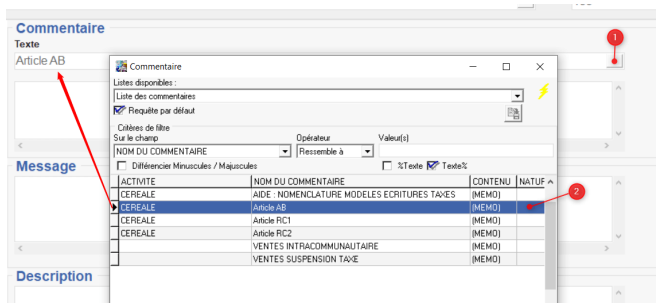 Commentaire
1
Texte
Article AB
Commentaire
Listes disponibles :
Liste des commentaires
Requête par défaut
Critères de filtre
Sur le champ Opérateur Valeur(s)
NOM DU COMMENTAIRE Ressemble à
Différencier Minuscules / Majuscules %Texte Texte%
ACTIVITE NOM DU COMMENTAIRE CONTENU NATUF
CEREALE AIDE : NOMENCLATURE MODELES ECRITURES TAXES (MEMO)
2
CEREALE Article AB (MEMO)
CEREALE Article RC1 (MEMO)
CEREALE Article RC2 (MEMO)
VENTES INTRACOMMUNAUTAIRE (MEMO)
VENTES SUSPENSION TAXE (MEMO)
Message
Description